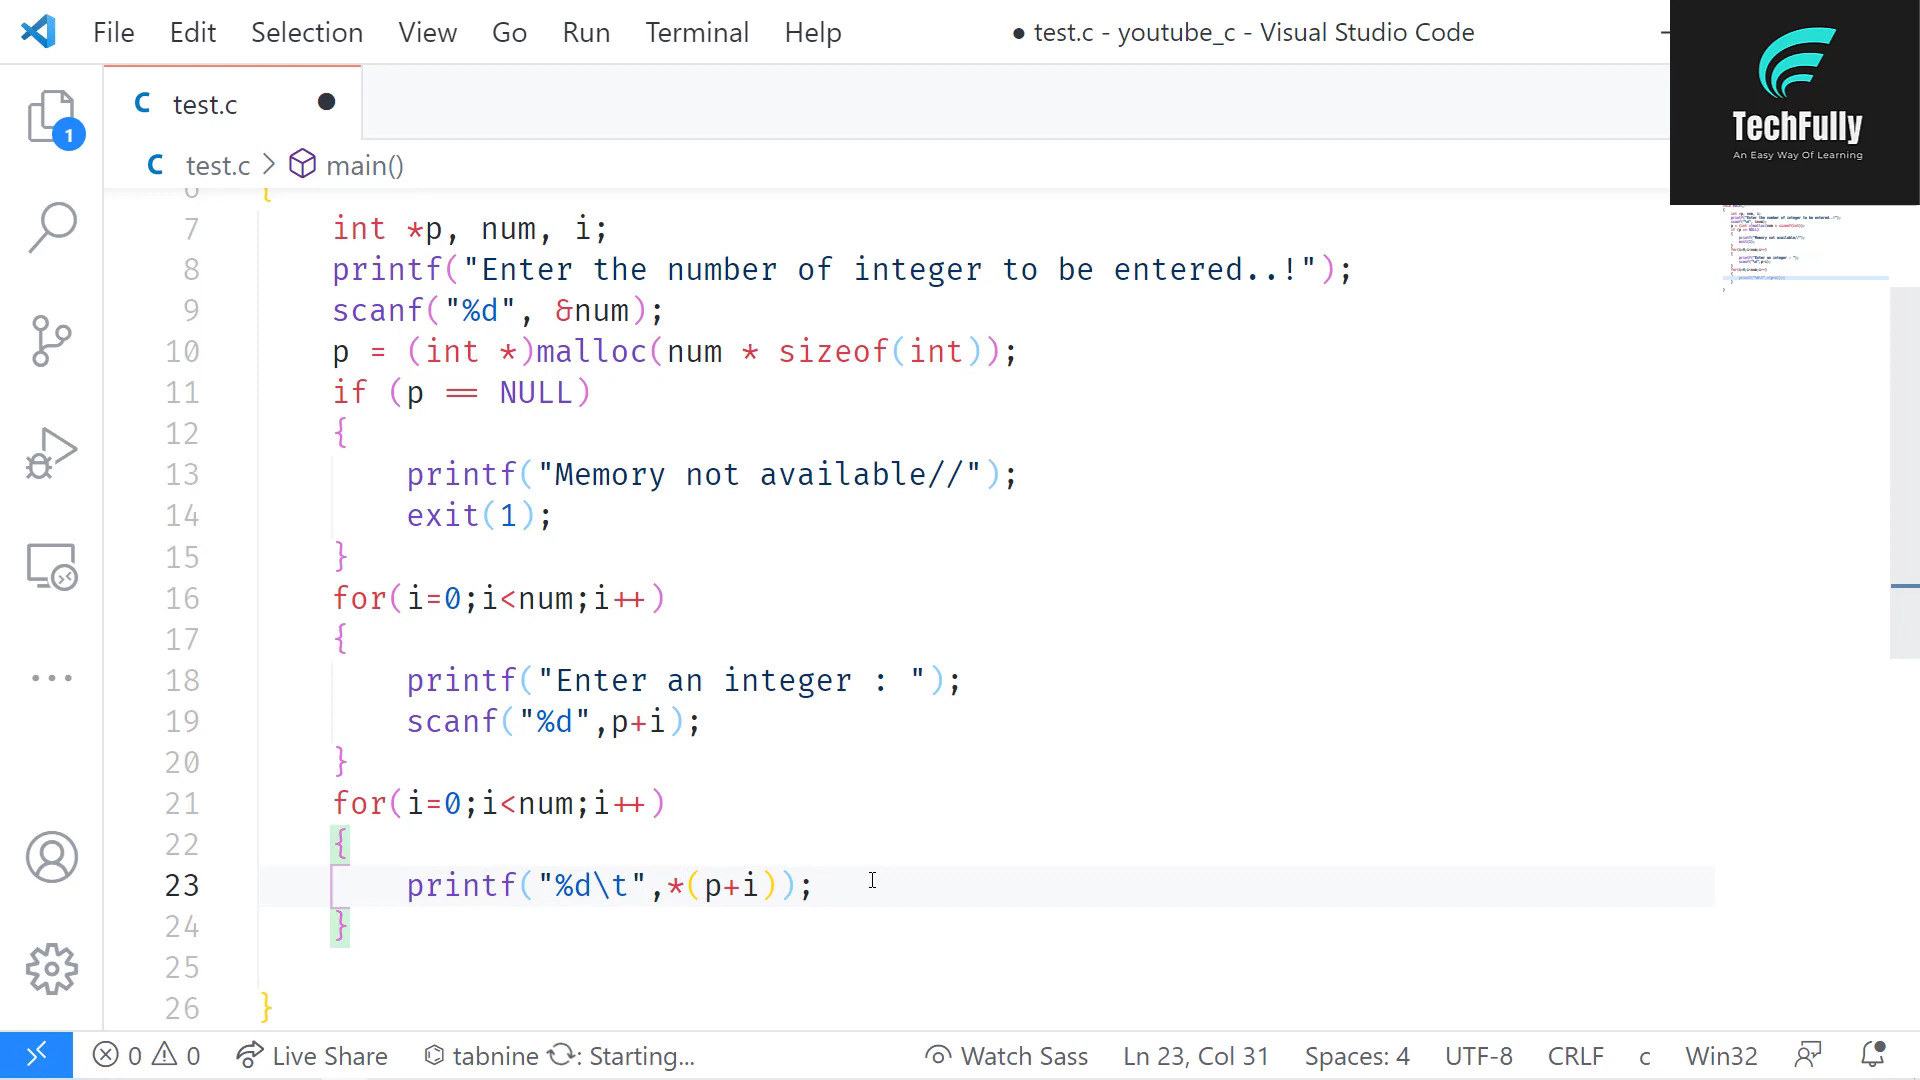 File Edit Selection View Go Run Terminal Help ● test.c - youtube_c - Visual Studio Code
TechFully
An Easy Way Of Learning
C test.c ●
1
C test.c > main()
6 {
7 int *p, num, i;
8 printf("Enter the number of integer to be entered..!");
9 scanf("%d", &num);
10 p = (int *)malloc(num * sizeof(int));
11 if (p == NULL)
12 {
13 printf("Memory not available//");
14 exit(1);
15 }
16 for(i=0;i<num;i++)
17 {
18 printf("Enter an integer : ");
19 scanf("%d",p+i);
20 }
21 for(i=0;i<num;i++)
22 {
23 printf("%d\t",*(p+i));
24 }
25
26 }
0 0 Live Share tabnine : Starting... Watch Sass Ln 23, Col 31 Spaces: 4 UTF-8 CRLF c Win32